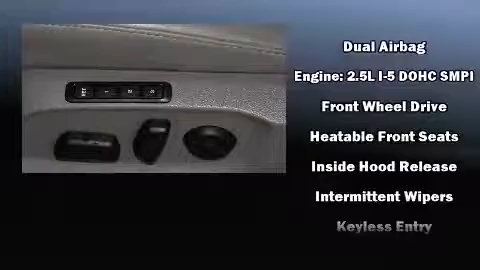 Dual Airbag
Engine: 2.5L I-5 DOHC SMPI
Front Wheel Drive
Heatable Front Seats
Inside Hood Release
Intermittent Wipers
Keyless Entry